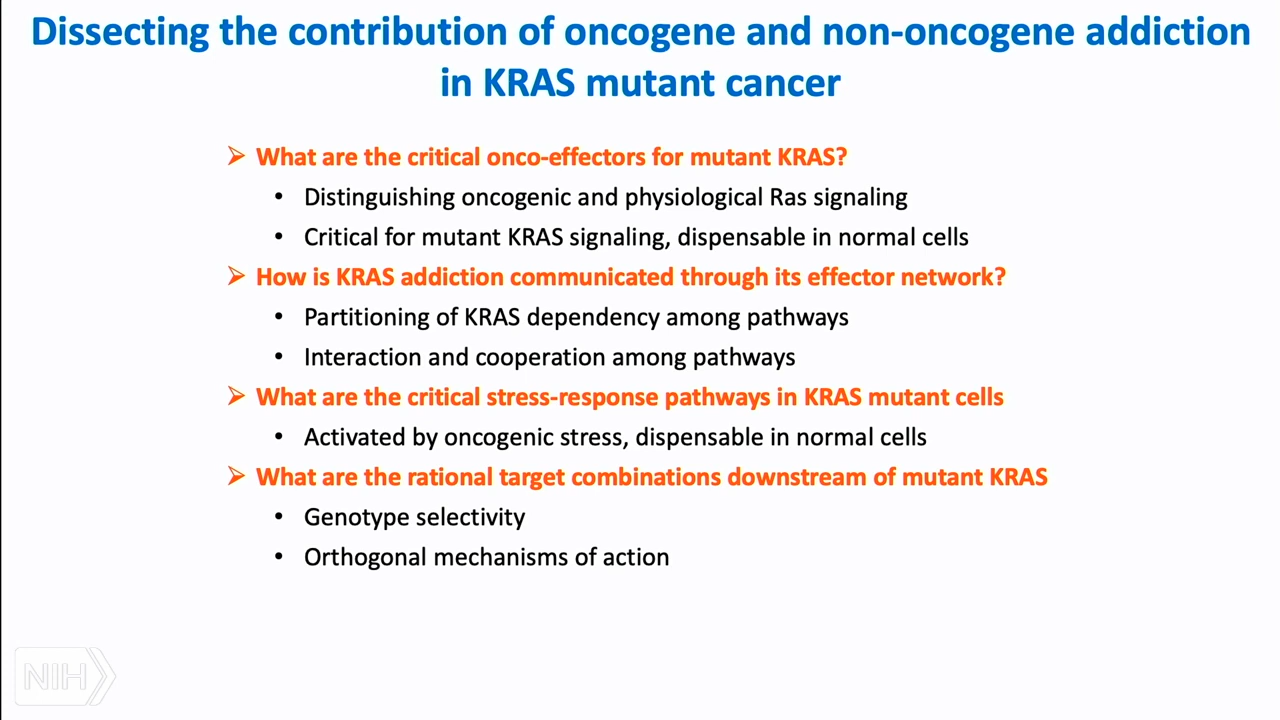 Dissecting the contribution of oncogene and non-oncogene addiction
in KRAS mutant cancer
➢ What are the critical onco-effectors for mutant KRAS?
• Distinguishing oncogenic and physiological Ras signaling
• Critical for mutant KRAS signaling, dispensable in normal cells
➢ How is KRAS addiction communicated through its effector network?
• Partitioning of KRAS dependency among pathways
• Interaction and cooperation among pathways
➢ What are the critical stress-response pathways in KRAS mutant cells
• Activated by oncogenic stress, dispensable in normal cells
➢ What are the rational target combinations downstream of mutant KRAS
• Genotype selectivity
• Orthogonal mechanisms of action
NIH